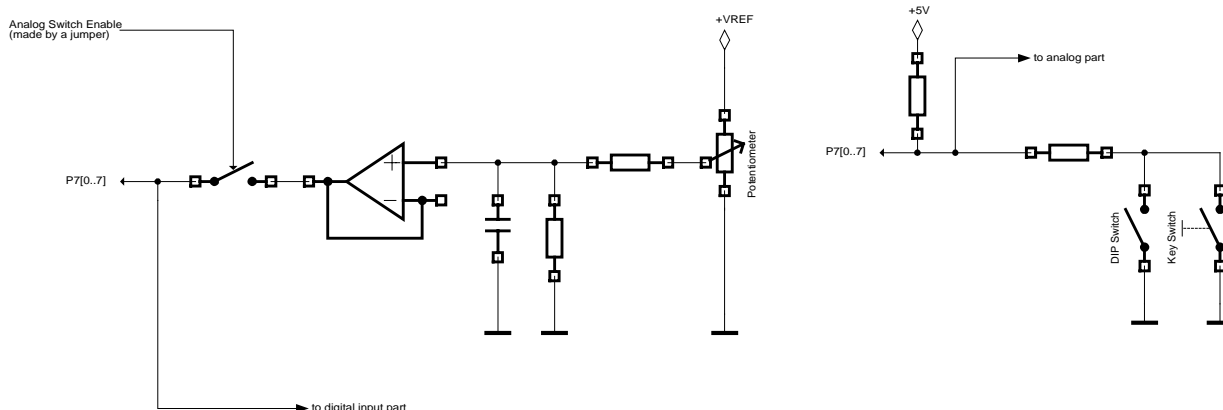 Analog Switch Enable
(made by a jumper)
+VREF
Potentiometer
P7[0..7]
to digital input part
+5V
to analog part
P7[0..7]
DIP Switch
Key Switch